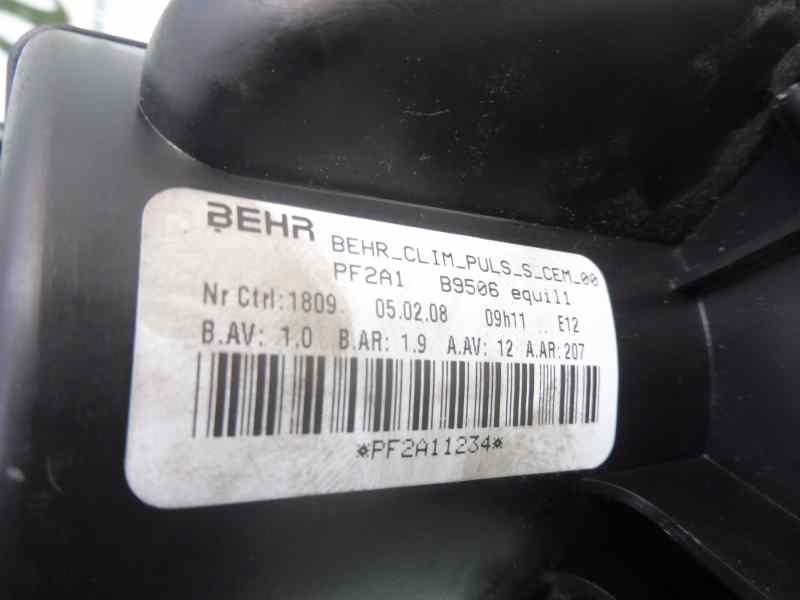 BEHR
BEHR_CLIM_PULS_S_CEM_00
PF2A1 B9506 equil1
Nr Ctrl:1809. 05.02.08 09h11 .. E12
B.AV: 1.0 B.AR: 1.9 A.AV: 12 A.AR:207
*PF2A11234*